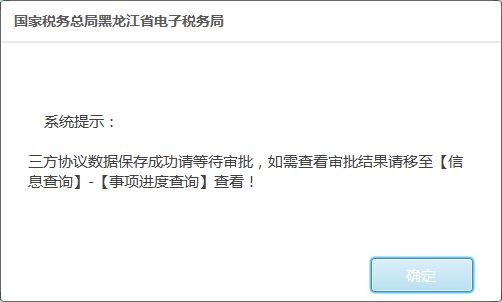 国家税务总局黑龙江省电子税务局
系统提示：
三方协议数据保存成功请等待审批，如需查看审批结果请移至【信
息查询】-【事项进度查询】查看！
确定